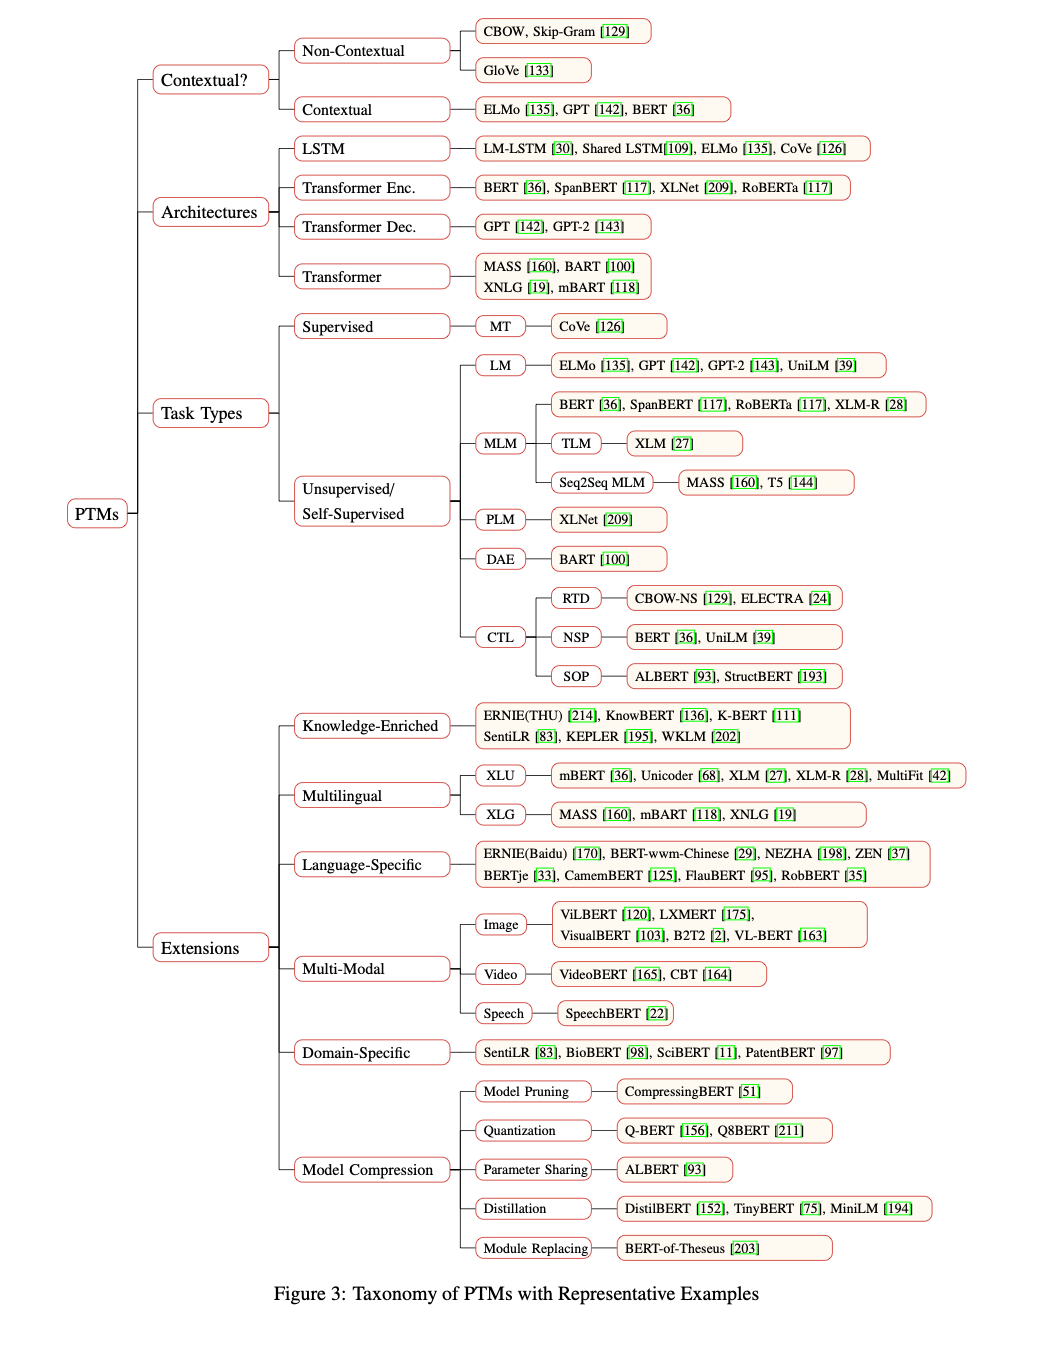 CBOW, Skip-Gram [129]
Non-Contextual
GloVe [133]
Contextual?
Contextual
ELMo [135], GPT [142], BERT [36]
LSTM
LM-LSTM [30], Shared LSTM[109], ELMo [135], CoVe [126]
Transformer Enc.
BERT [36], SpanBERT [117], XLNet [209], RoBERTa [117]
Architectures
Transformer Dec.
GPT [142], GPT-2 [143]
Transformer
MASS [160], BART [100]
XNLG [19], mBART [118]
Supervised
MT
CoVe [126]
LM
ELMo [135], GPT [142], GPT-2 [143], UniLM [39]
Task Types
BERT [36], SpanBERT [117], RoBERTa [117], XLM-R [28]
MLM
TLM
XLM [27]
Seq2Seq MLM
MASS [160], T5 [144]
Unsupervised/
Self-Supervised
PTMs
PLM
XLNet [209]
DAE
BART [100]
RTD
CBOW-NS [129], ELECTRA [24]
CTL
NSP
BERT [36], UniLM [39]
SOP
ALBERT [93], StructBERT [193]
Knowledge-Enriched
ERNIE(THU) [214], KnowBERT [136], K-BERT [111]
SentiLR [83], KEPLER [195], WKLM [202]
Multilingual
XLU
mBERT [36], Unicoder [68], XLM [27], XLM-R [28], MultiFit [42]
XLG
MASS [160], mBART [118], XNLG [19]
Language-Specific
ERNIE(Baidu) [170], BERT-wwm-Chinese [29], NEZHA [198], ZEN [37]
BERTje [33], CamemBERT [125], FlauBERT [95], RobBERT [35]
Extensions
Image
ViLBERT [120], LXMERT [175],
VisualBERT [103], B2T2 [2], VL-BERT [163]
Multi-Modal
Video
VideoBERT [165], CBT [164]
Speech
SpeechBERT [22]
Domain-Specific
SentiLR [83], BioBERT [98], SciBERT [11], PatentBERT [97]
Model Pruning
CompressingBERT [51]
Quantization
Q-BERT [156], Q8BERT [211]
Model Compression
Parameter Sharing
ALBERT [93]
Distillation
DistilBERT [152], TinyBERT [75], MiniLM [194]
Module Replacing
BERT-of-Theseus [203]
Figure 3: Taxonomy of PTMs with Representative Examples